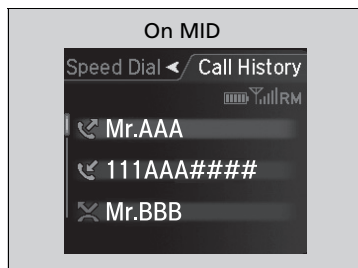 On MID
Speed Dial Call History
RM
Mr.AAA
111AAA####
Mr.BBB